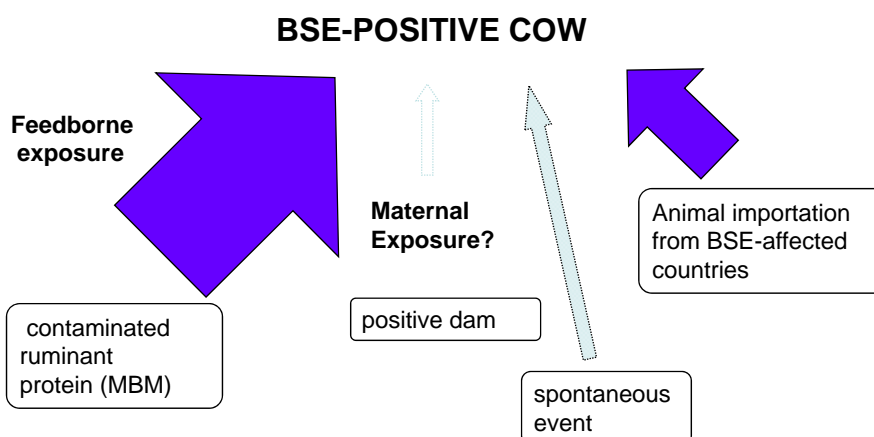 BSE-POSITIVE COW
Feedborne
exposure
Maternal
Exposure?
Animal importation
from BSE-affected
countries
contaminated
ruminant
protein (MBM)
positive dam
spontaneous
event